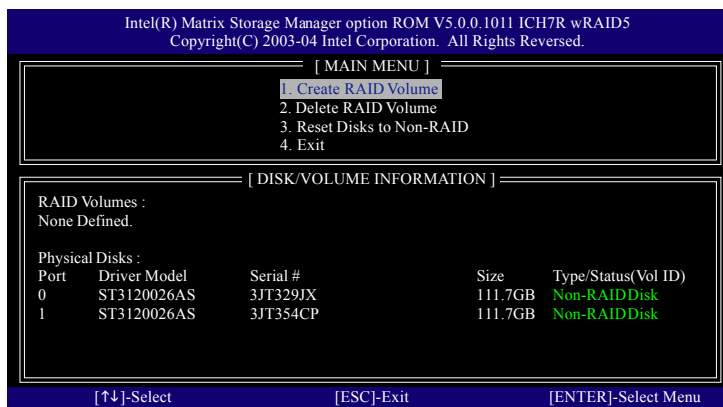 Intel(R) Matrix Storage Manager option ROM V5.0.0.1011 ICH7R wRAID5
Copyright(C) 2003-04 Intel Corporation. All Rights Reversed.
[ MAIN MENU ]
1. Create RAID Volume
2. Delete RAID Volume
3. Reset Disks to Non-RAID
4. Exit
[ DISK/VOLUME INFORMATION ]
RAID Volumes :
None Defined.
Physical Disks :
Port Driver Model Serial # Size Type/Status(Vol ID)
0 ST3120026AS 3JT329JX 111.7GB Non-RAIDDisk
1 ST3120026AS 3JT354CP 111.7GB Non-RAIDDisk
[↑↓]-Select [ESC]-Exit [ENTER]-Select Menu